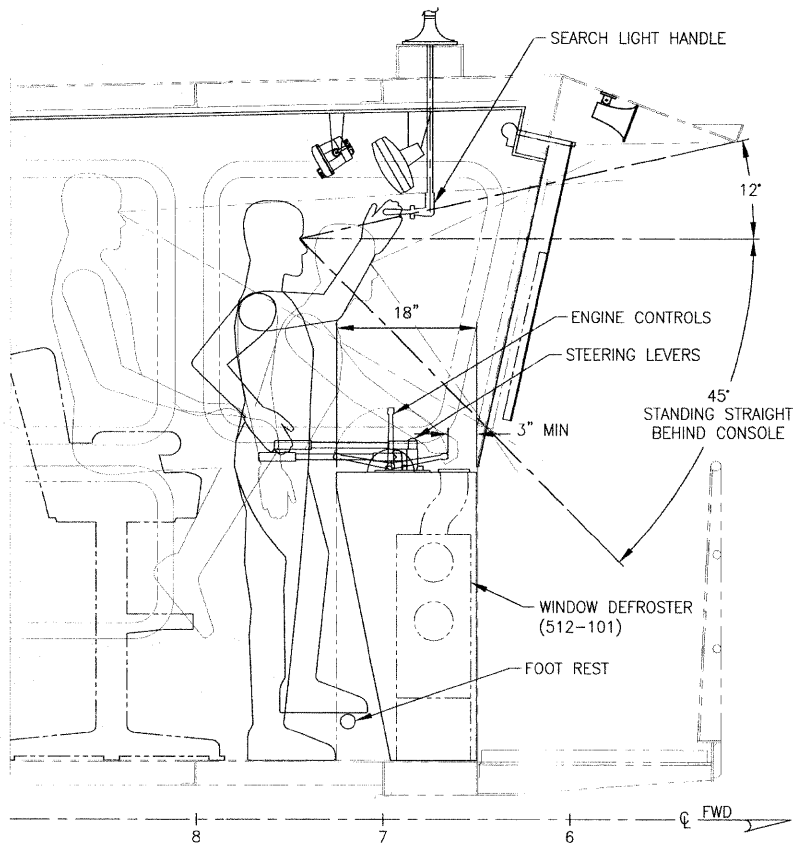 SEARCH LIGHT HANDLE
12°
18"
ENGINE CONTROLS
STEERING LEVERS
3" MIN
45°
STANDING STRAIGHT
BEHIND CONSOLE
WINDOW DEFROSTER
(512-101)
FOOT REST
℄ FWD
8 7 6